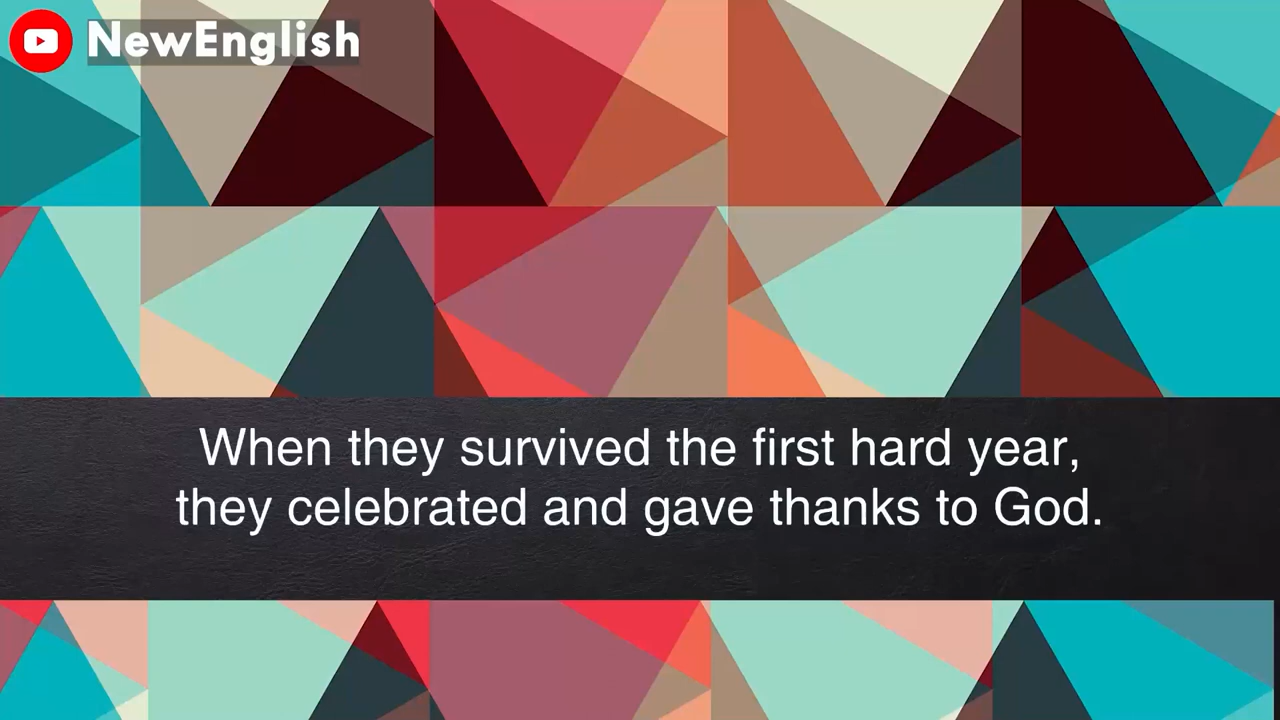 NewEnglish
When they survived the first hard year,
they celebrated and gave thanks to God.